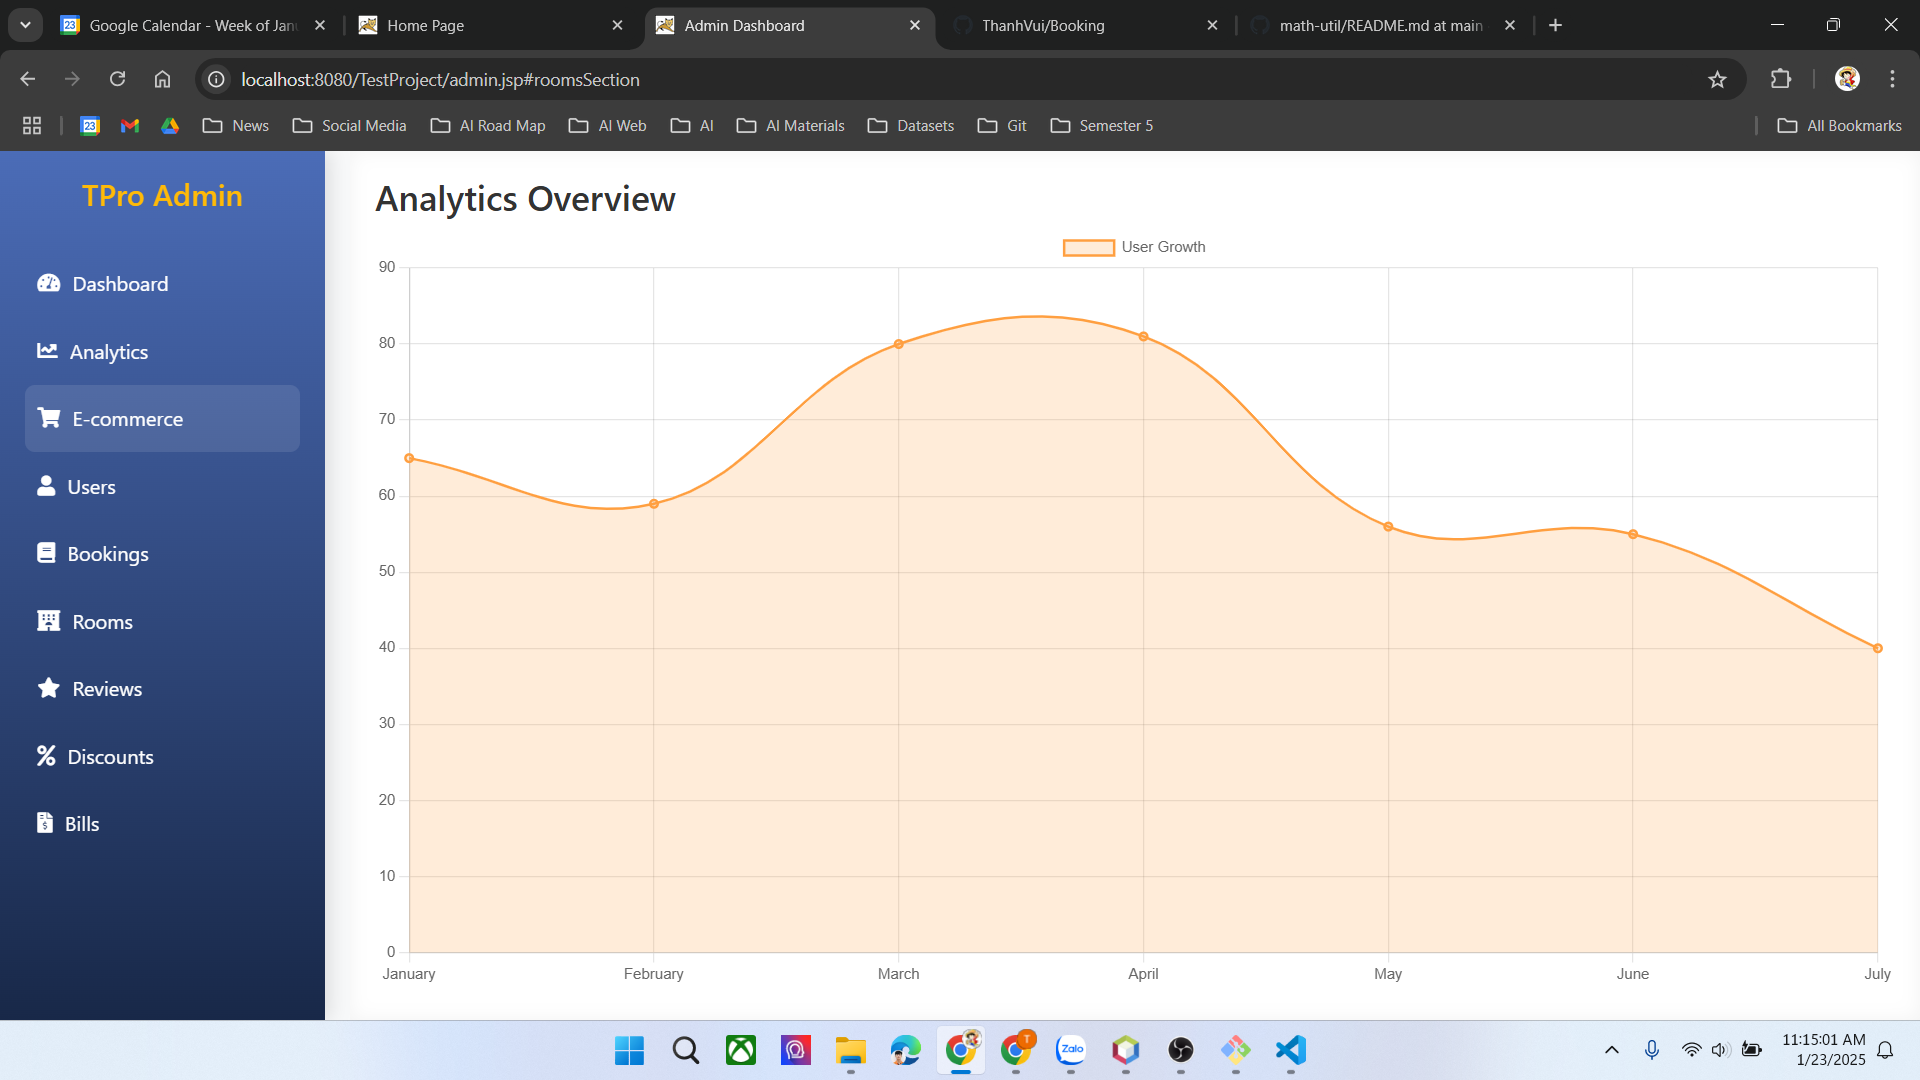 Google Calendar - Week of Jan
Home Page
Admin Dashboard
ThanhVui/Booking
math-util/README.md at main
localhost:8080/TestProject/admin.jsp#roomsSection
23
News
Social Media
AI Road Map
AI Web
AI
AI Materials
Datasets
Git
Semester 5
All Bookmarks
TPro Admin
Dashboard
Analytics
E-commerce
Users
Bookings
Rooms
Reviews
Discounts
Bills
Analytics Overview
User Growth
90
80
70
60
50
40
30
20
10
0
January
February
March
April
May
June
July
T
Zalo
11:15:01 AM
1/23/2025